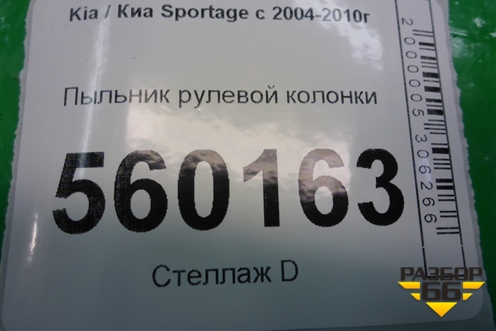 Kia / Киа Sportage с 2004-2010г
Пыльник рулевой колонки
560163
Стеллаж D
2000005306266
РАЗБОР
66